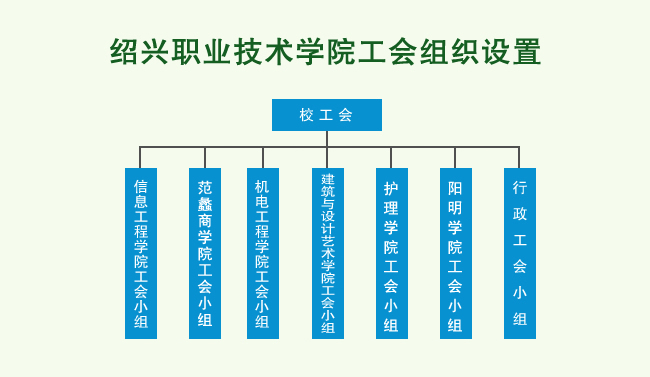 绍兴职业技术学院工会组织设置
校工会
信息工程学院工会小组
范蠡商学院工会小组
机电工程学院工会小组
建筑与设计艺术学院工会小组
护理学院工会小组
阳明学院工会小组
行政工会小组